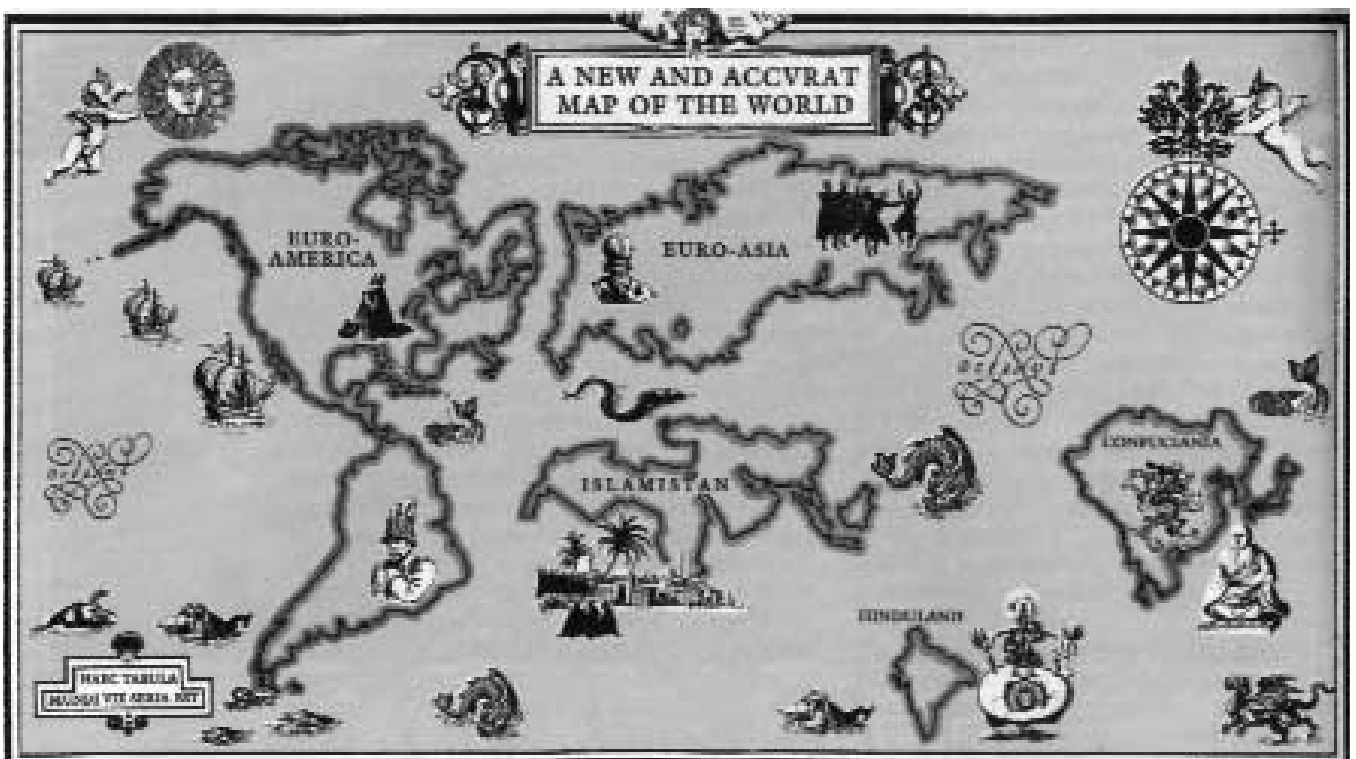 A NEW AND ACCVRAT
MAP OF THE WORLD
EURO-
AMERICA
EURO-ASIA
ISLAMISTAN
CONFUCIANIA
HINDULAND
HAEC TABULA